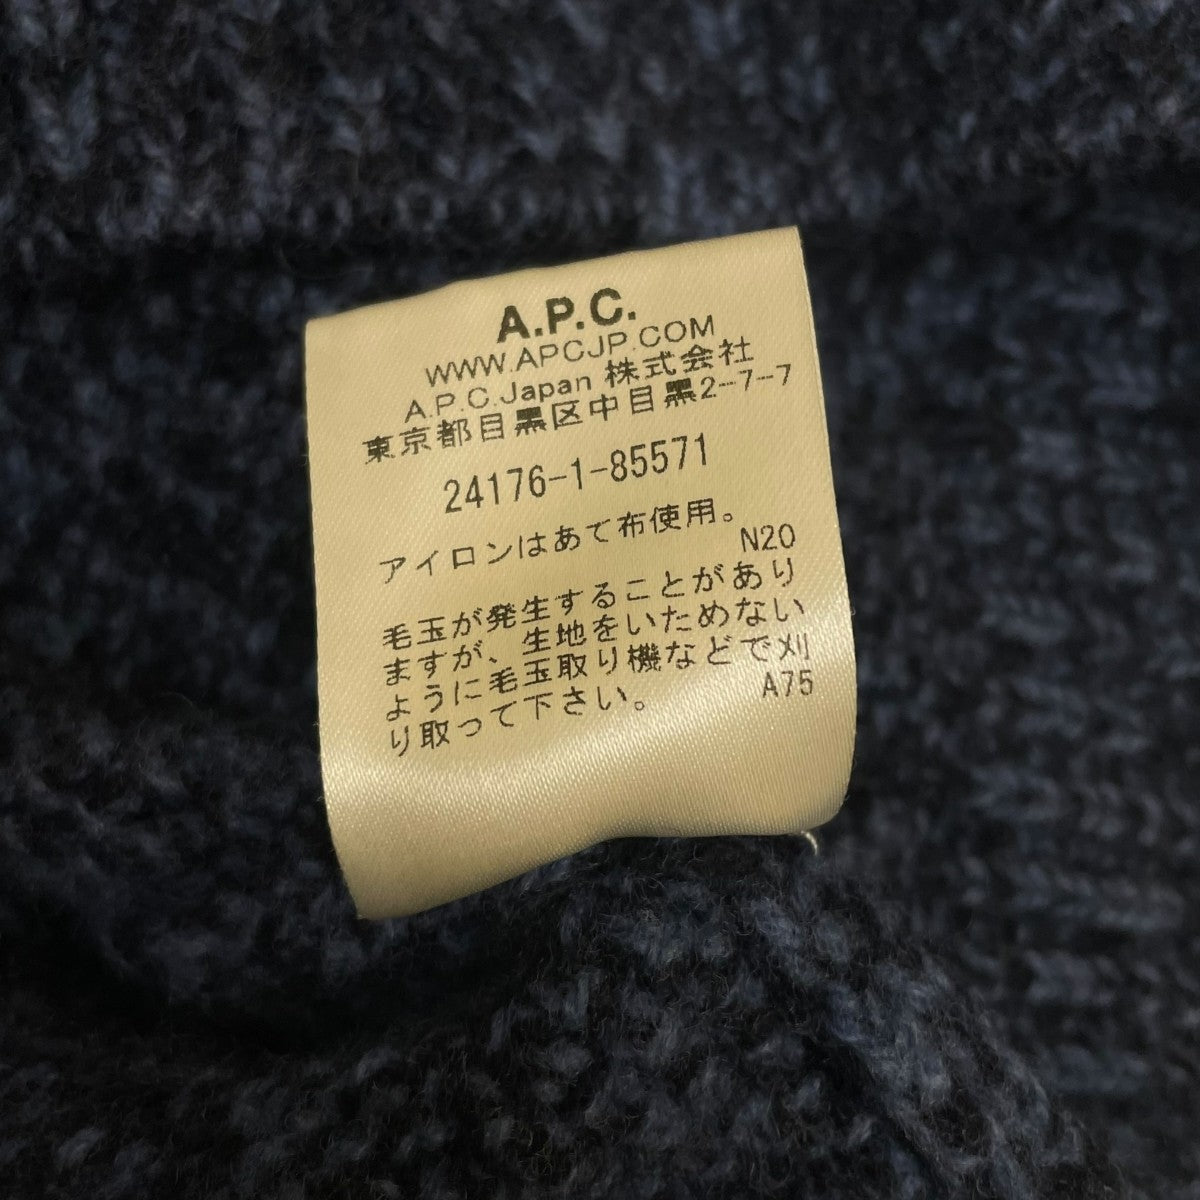 A.P.C.
WWW.APCJP.COM
A.P.C.Japan 株式会社
東京都目黒区中目黒2-7-7
24176-1-85571
アイロンはあて布使用。
N20
毛玉が発生することがあり
ますが、生地をいためない
ように毛玉取り機などで刈
り取って下さい。
A75